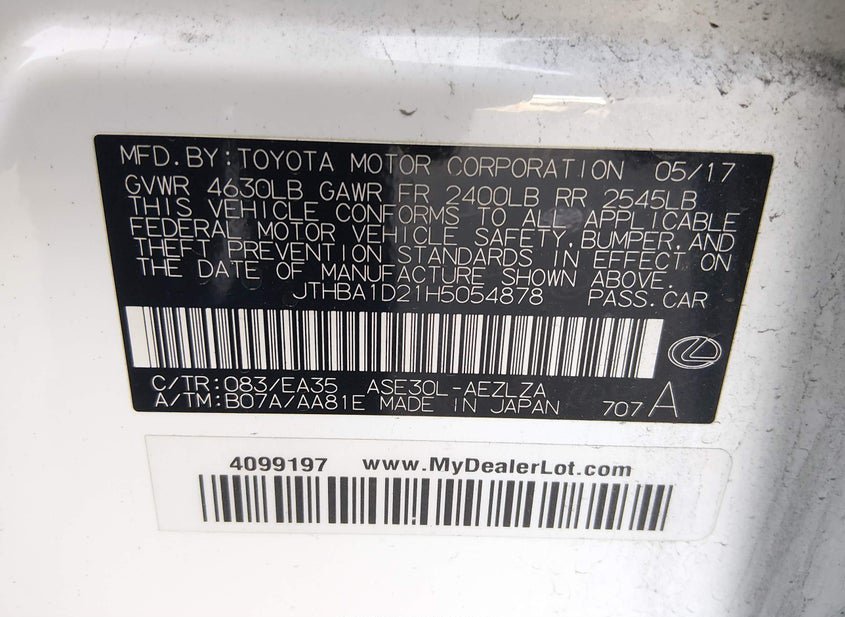 MFD.BY:TOYOTA MOTOR CORPORATION 05/17
GVWR 4630LB GAWR FR 2400LB RR 2545LB
THIS VEHICLE CONFORMS TO ALL APPLICABLE
FEDERAL MOTOR VEHICLE SAFETY,BUMPER,AND
THEFT PREVENTION STANDARDS IN EFFECT ON
THE DATE OF MANUFACTURE SHOWN ABOVE.
JTHBA1D21H5054878 PASS.CAR
C/TR:083/EA35 ASE30L-AEZLZA
A/TM:B07A/AA81E MADE IN JAPAN 707 A
4099197 www.MyDealerLot.com